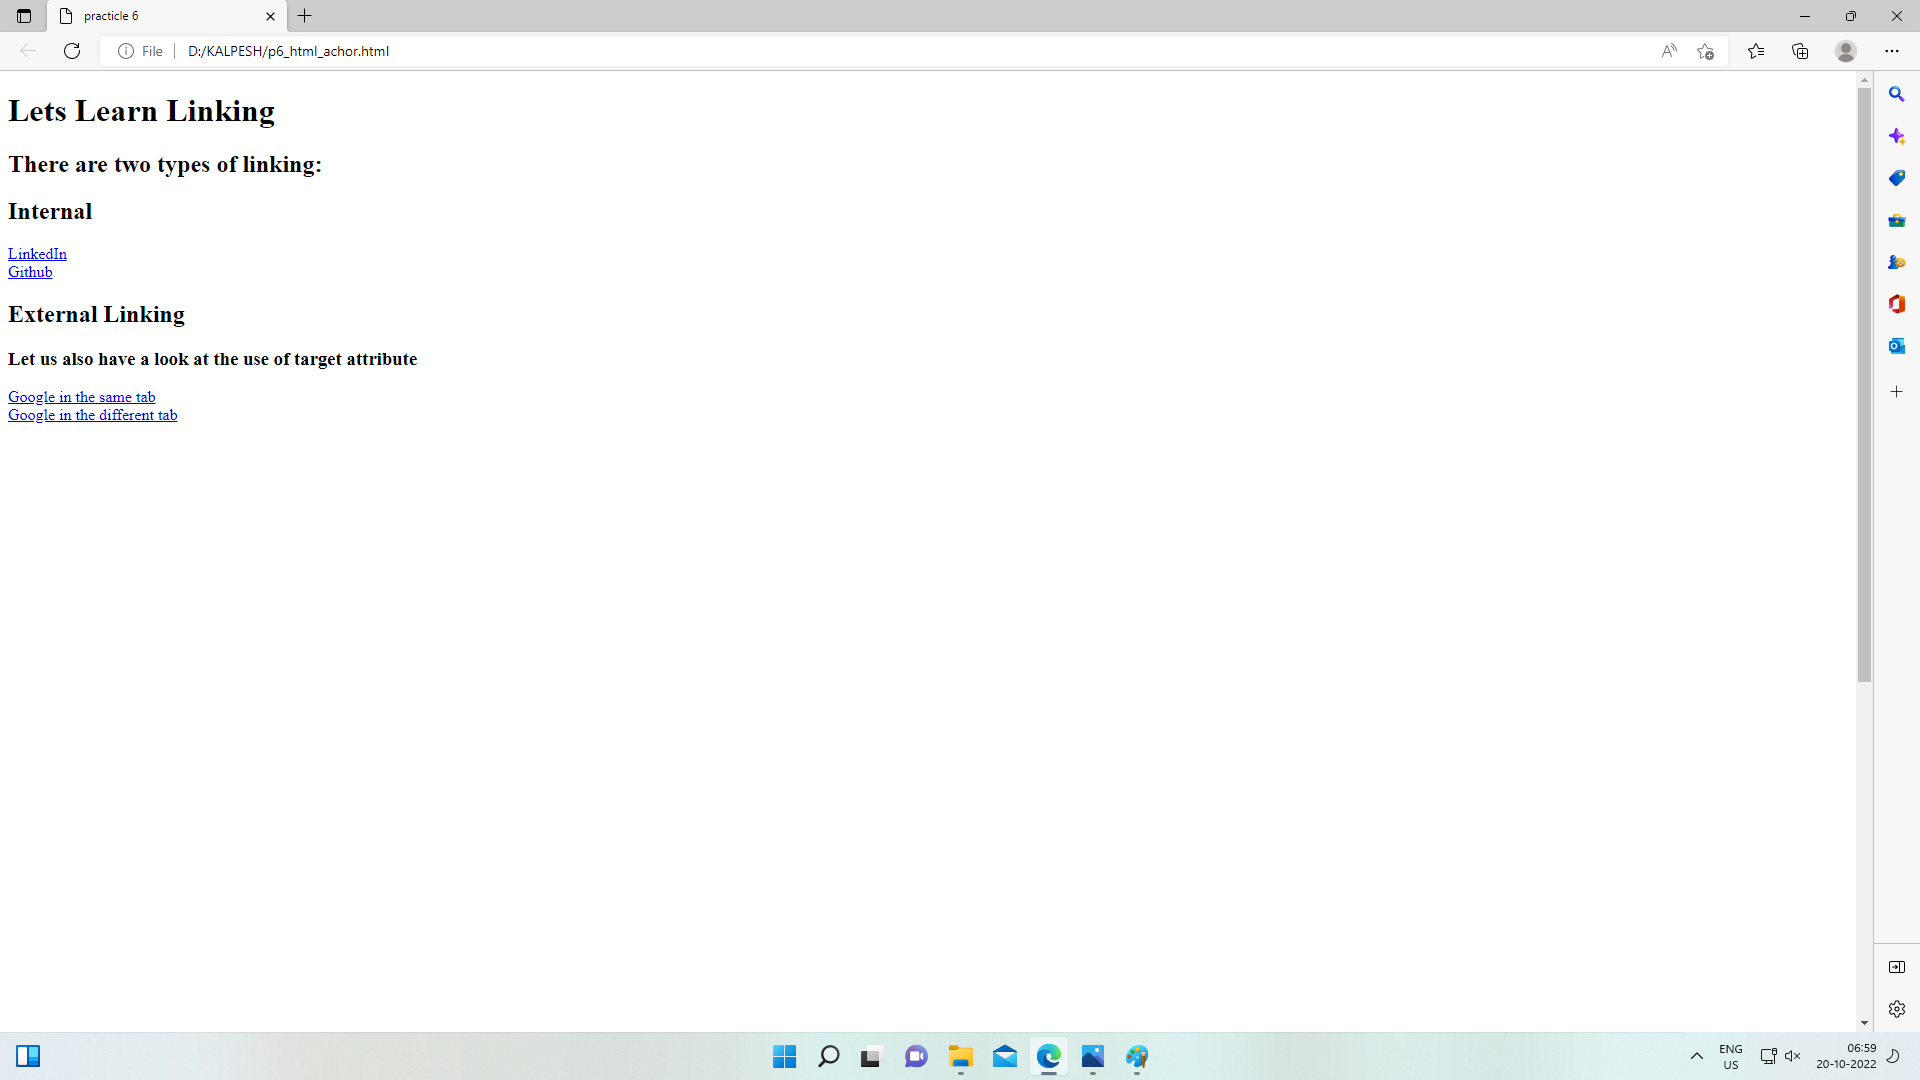 practicle 6
File
D:/KALPESH/p6_html_achor.html
Lets Learn Linking
There are two types of linking:
Internal
LinkedIn
Github
External Linking
Let us also have a look at the use of target attribute
Google in the same tab
Google in the different tab
ENG
US
06:59
20-10-2022